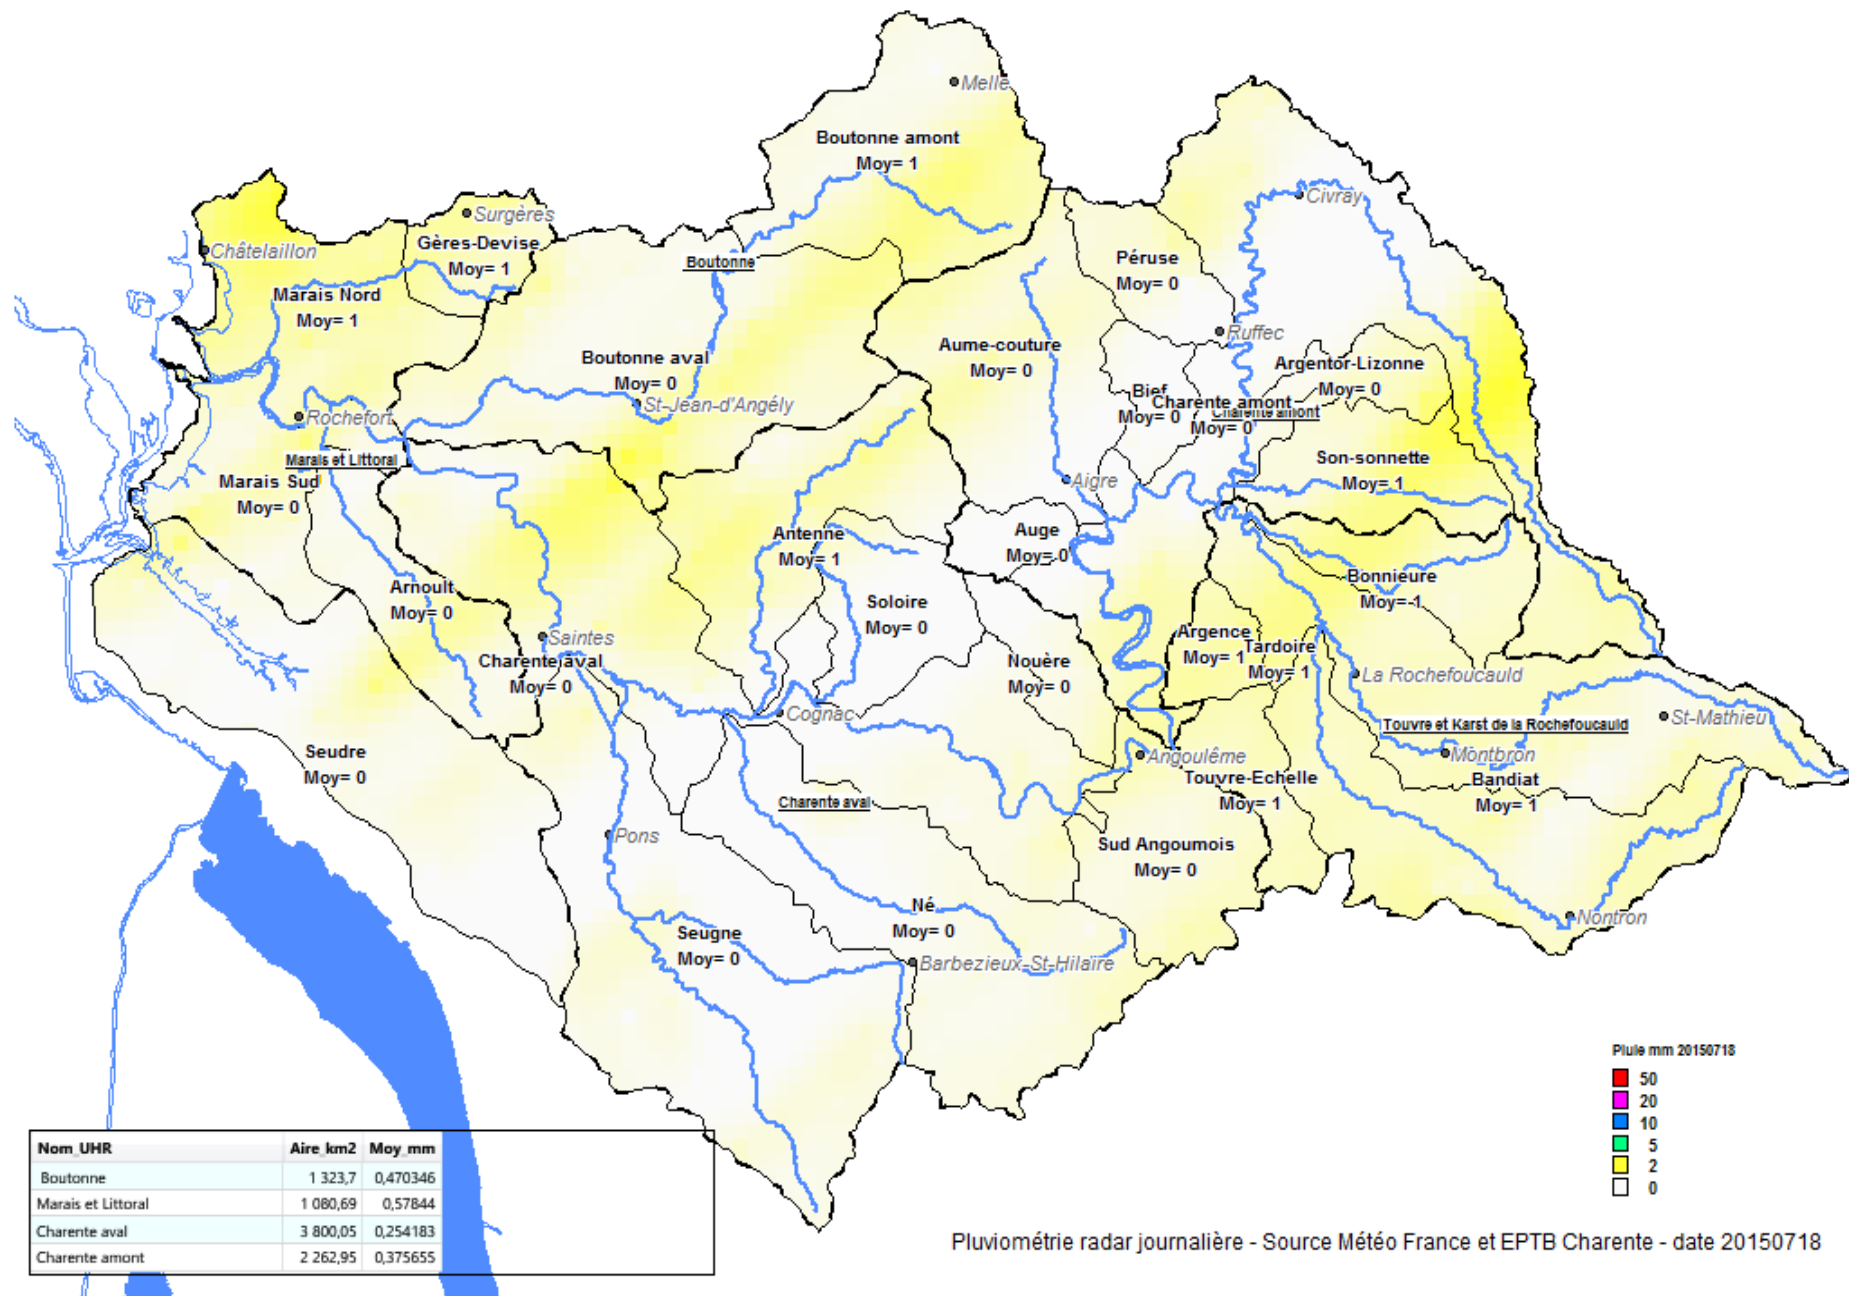 Melle
Boutonne amont
Moy= 1
Civray
Surgères
Châtelaillon
Gères-Devise
Moy= 1
Boutonne
Péruse
Moy= 0
Marais Nord
Moy= 1
Ruffec
Boutonne aval
Moy= 0
Aume-couture
Moy= 0
Argentor-Lizonne
Moy= 0
Bief
Moy= 0
Charente amont
Moy= 0
Charente amont
St-Jean-d'Angély
Rochefort
Marais et Littoral
Marais Sud
Moy= 0
Son-sonnette
Moy= 1
Aigre
Auge
Moy= 0
Antenne
Moy= 1
Arnoult
Moy= 0
Bonnieure
Moy= 1
Soloire
Moy= 0
Saintes
Charente aval
Moy= 0
Argence
Moy= 1
Tardoire
Moy= 1
Nouère
Moy= 0
La Rochefoucauld
Cognac
Touvre et Karst de la Rochefoucauld
St-Mathieu
Seudre
Moy= 0
Angoulême
Montbron
Touvre-Echelle
Moy= 1
Bandiat
Moy= 1
Charente aval
Pons
Sud Angoumois
Moy= 0
Né
Moy= 0
Nontron
Seugne
Moy= 0
Barbezieux-St-Hilaire
Pluie mm 20150718
50
20
10
5
2
0
Nom_UHR Aire_km2 Moy_mm
Boutonne 1 323,7 0,470346
Marais et Littoral 1 080,69 0,57844
Charente aval 3 800,05 0,254183
Charente amont 2 262,95 0,375655
Pluviométrie radar journalière - Source Météo France et EPTB Charente - date 20150718